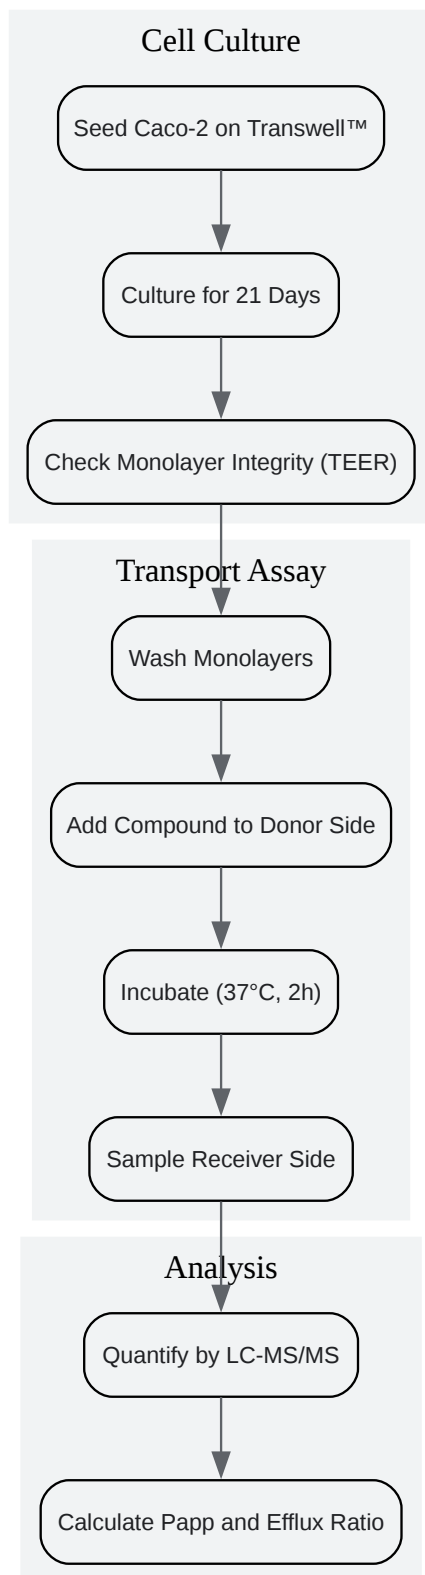 Cell Culture
Seed Caco-2 on Transwell™
Culture for 21 Days
Check Monolayer Integrity (TEER)
Transport Assay
Wash Monolayers
Add Compound to Donor Side
Incubate (37°C, 2h)
Sample Receiver Side
Analysis
Quantify by LC-MS/MS
Calculate Papp and Efflux Ratio